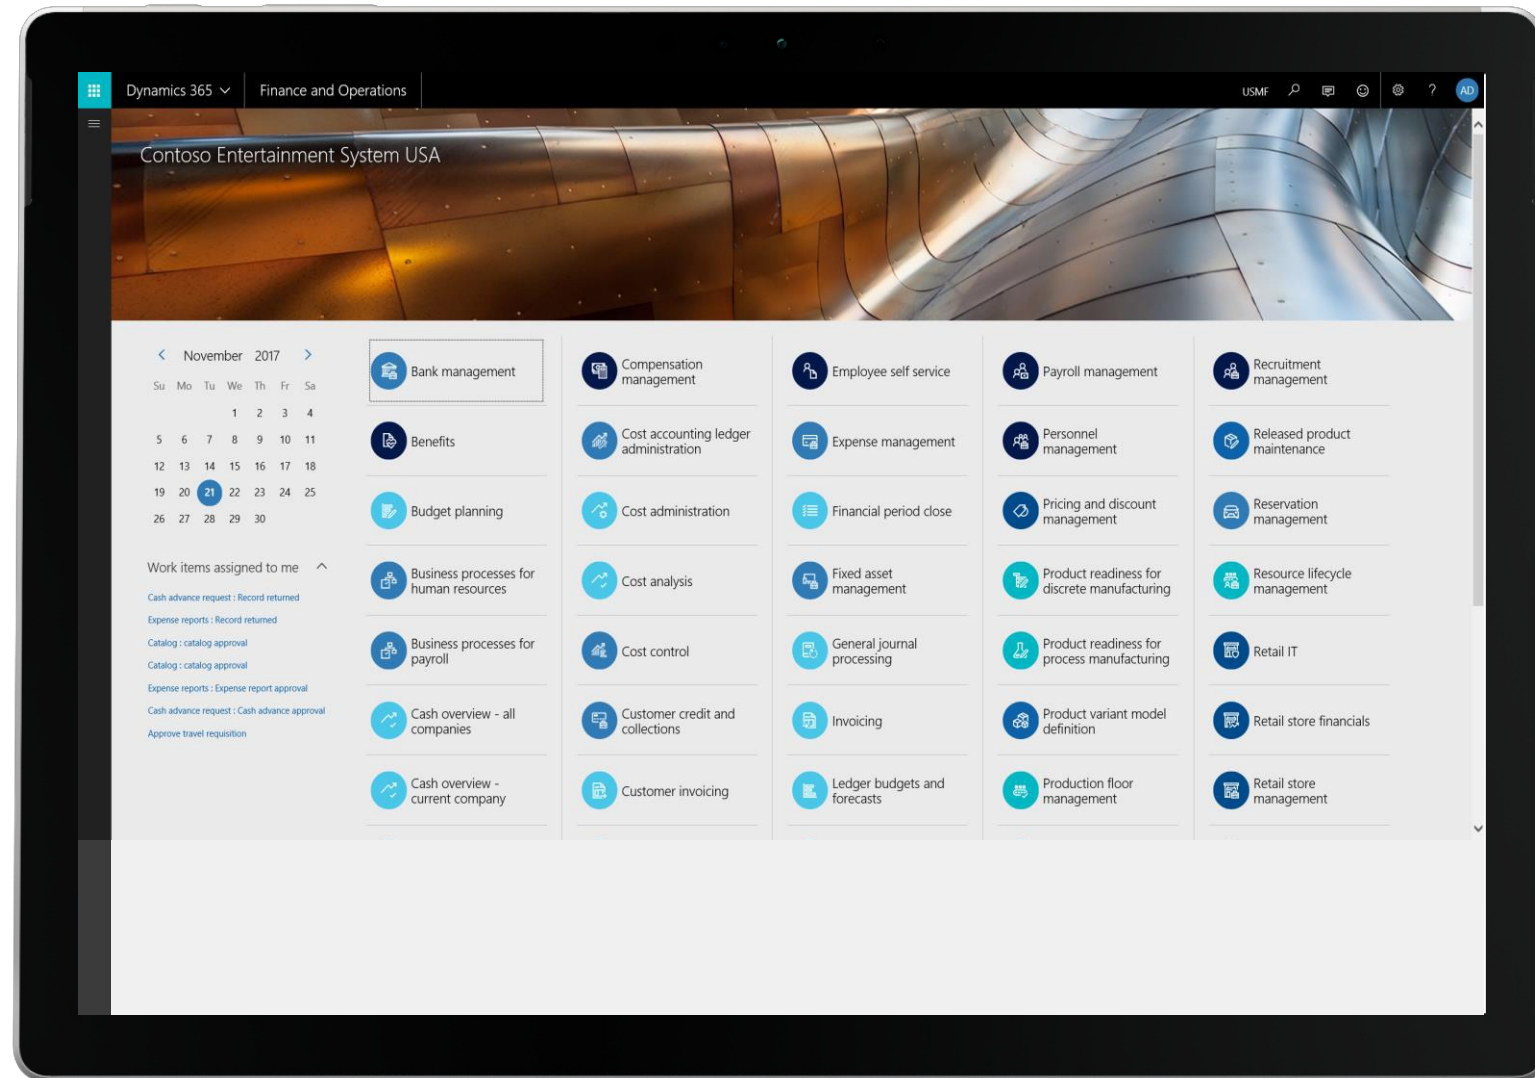 Dynamics 365
Finance and Operations
USMF
?
AD
Contoso Entertainment System USA
November 2017
Su Mo Tu We Th Fr Sa
1 2 3 4
5 6 7 8 9 10 11
12 13 14 15 16 17 18
19 20 21 22 23 24 25
26 27 28 29 30
Work items assigned to me
Cash advance request : Record returned
Expense reports : Record returned
Catalog : catalog approval
Catalog : catalog approval
Expense reports : Expense report approval
Cash advance request : Cash advance approval
Approve travel requisition
Bank management
Benefits
Budget planning
Business processes for
human resources
Business processes for
payroll
Cash overview - all
companies
Cash overview -
current company
Compensation
management
Cost accounting ledger
administration
Cost administration
Cost analysis
Cost control
Customer credit and
collections
Customer invoicing
Employee self service
Expense management
Financial period close
Fixed asset
management
General journal
processing
Invoicing
Ledger budgets and
forecasts
Payroll management
Personnel
management
Pricing and discount
management
Product readiness for
discrete manufacturing
Product readiness for
process manufacturing
Product variant model
definition
Production floor
management
Recruitment
management
Released product
maintenance
Reservation
management
Resource lifecycle
management
Retail IT
Retail store financials
Retail store
management